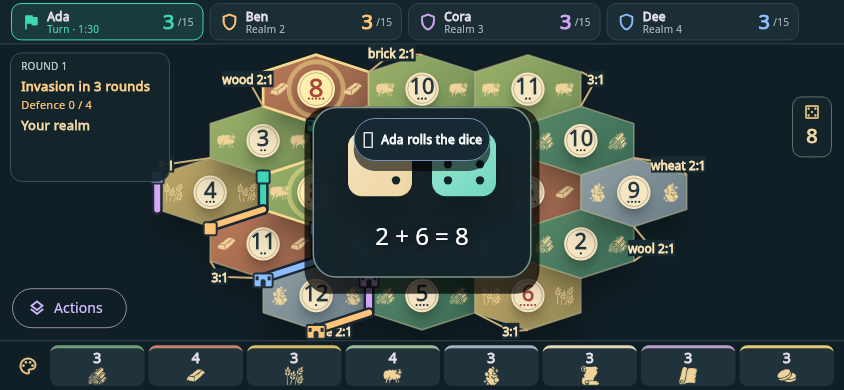 Ada
Turn · 1:30
3 /15
Ben
Realm 2
3 /15
Cora
Realm 3
3 /15
Dee
Realm 4
3 /15
ROUND 1
Invasion in 3 rounds
Defence 0 / 4
Your realm
brick 2:1
wood 2:1
3:1
8
10
11
8
3
10
3:1
wheat 2:1
4
9
11
2
wool 2:1
3:1
12
5
6
2:1
3:1
Ada rolls the dice
2 + 6 = 8
Actions
3
4
3
4
3
3
3
3